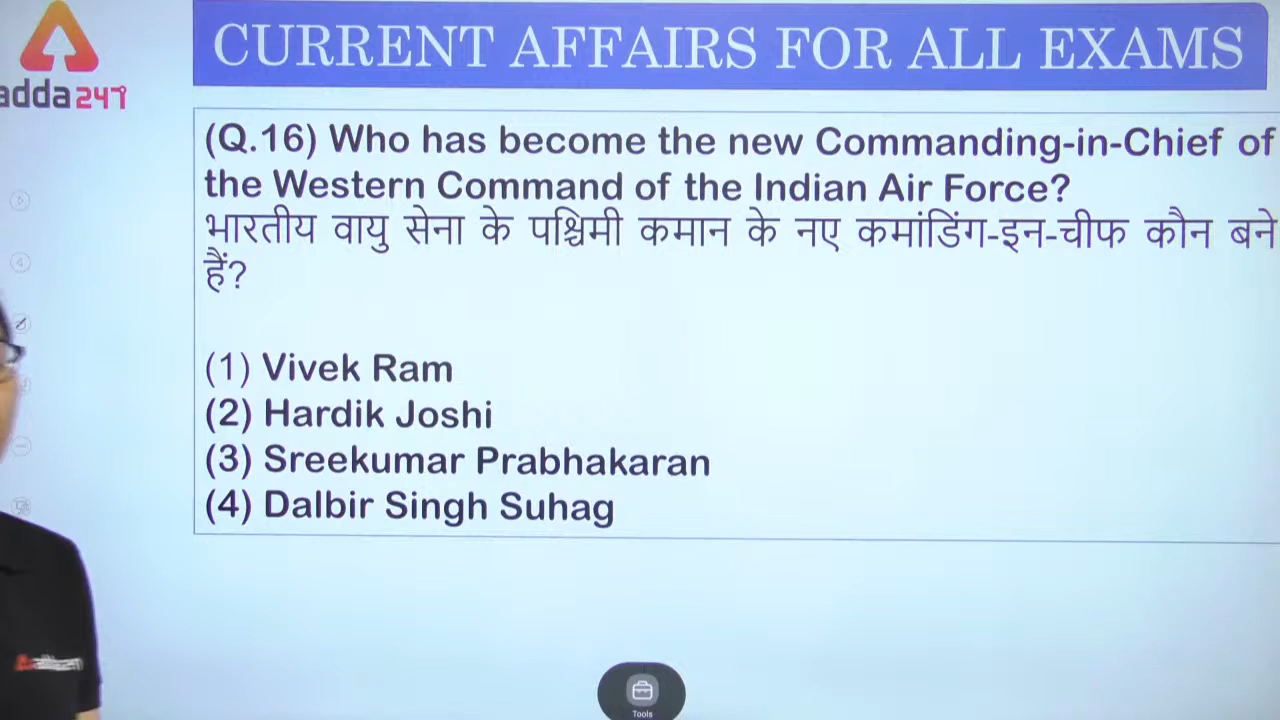 CURRENT AFFAIRS FOR ALL EXAMS
adda247
(Q.16) Who has become the new Commanding-in-Chief of
the Western Command of the Indian Air Force?
भारतीय वायु सेना के पश्चिमी कमान के नए कमांडिंग-इन-चीफ कौन बने
हैं?
(1) Vivek Ram
(2) Hardik Joshi
(3) Sreekumar Prabhakaran
(4) Dalbir Singh Suhag
Tools